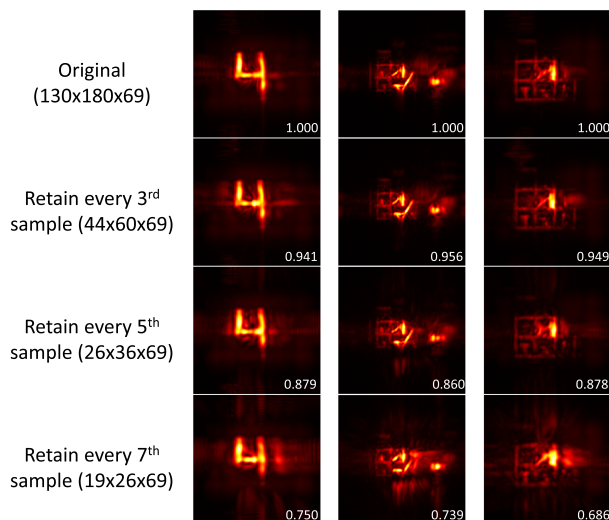 Original
(130x180x69)
1.000
1.000
1.000
Retain every 3rd
sample (44x60x69)
0.941
0.956
0.949
Retain every 5th
sample (26x36x69)
0.879
0.860
0.878
Retain every 7th
sample (19x26x69)
0.750
0.739
0.686